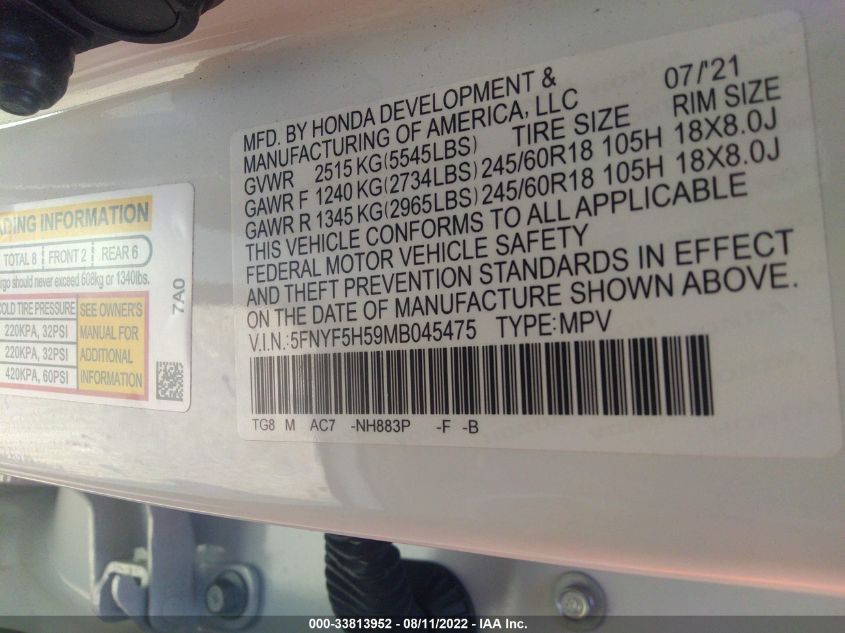 ADING INFORMATION
TOTAL 8 FRONT 2 REAR 6
rgo should never exceed 608kg or 1340lbs.
COLD TIRE PRESSURE
220KPA, 32PSI
220KPA, 32PSI
420KPA, 60PSI
SEE OWNER'S
MANUAL FOR
ADDITIONAL
INFORMATION
7A0
MFD. BY HONDA DEVELOPMENT & 07/'21
MANUFACTURING OF AMERICA, LLC
TIRE SIZE RIM SIZE
GVWR 2515 KG(5545LBS)
GAWR F 1240 KG(2734LBS) 245/60R18 105H 18X8.0J
GAWR R 1345 KG(2965LBS) 245/60R18 105H 18X8.0J
THIS VEHICLE CONFORMS TO ALL APPLICABLE
FEDERAL MOTOR VEHICLE SAFETY
AND THEFT PREVENTION STANDARDS IN EFFECT
ON THE DATE OF MANUFACTURE SHOWN ABOVE.
V.I.N.:5FNYF5H59MB045475 TYPE:MPV
TG8 M AC7 -NH883P -F -B
000-33813952 - 08/11/2022 - IAA Inc.